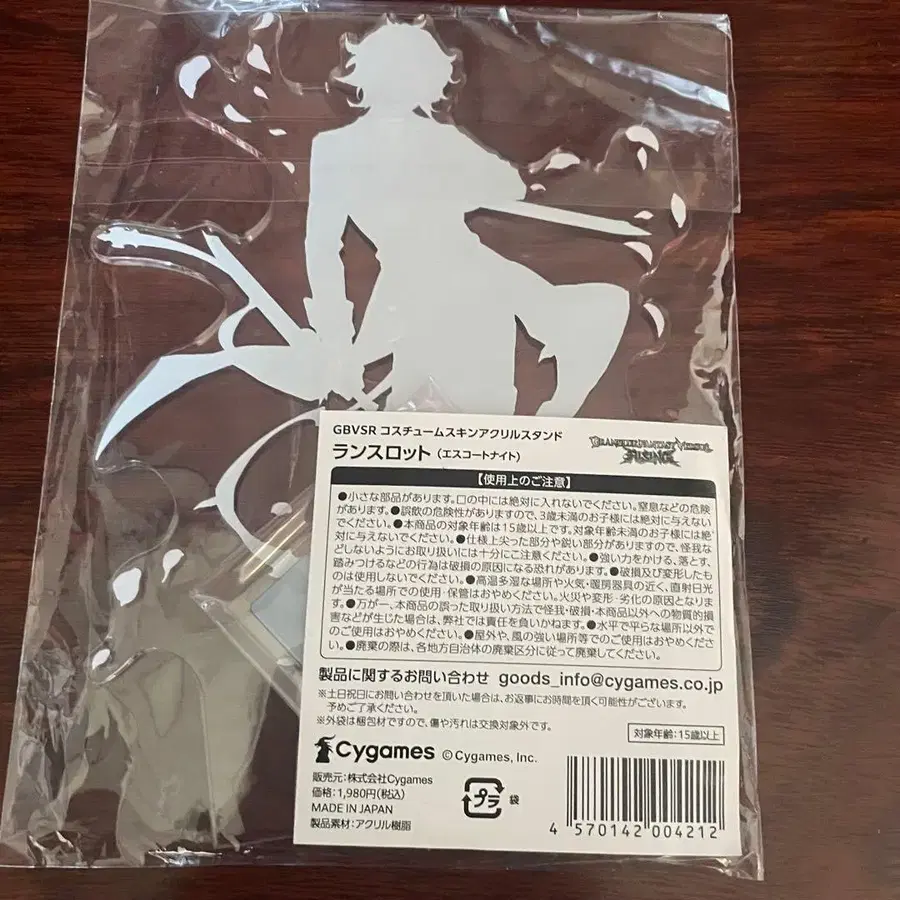 GBVSR コスチュームスキンアクリルスタンド
ランスロット（エスコートナイト）
GRANBLUE FANTASY VERSUS
RISING
【使用上のご注意】
●小さな部品があります。口の中には絶対に入れないでください。窒息などの危険
があります。●誤飲の危険性がありますので、3歳未満のお子様には絶対に与えない
でください。●本商品の対象年齢は15歳以上です。対象年齢未満のお子様には絶
対に与えないでください。●仕様上尖った部分や鋭い部分がありますので、怪我な
どしないようにお取り扱いには十分にご注意ください。●強い力をかける、落とす、
踏みつけるなどの行為は破損の原因になる恐れがあります。●破損及び変形したも
のは使用しないでください。●高温多湿な場所や火気・暖房器具の近く、直射日光
が当たる場所での使用・保管はおやめください。火災や変形・劣化の原因となりま
す。●万が一、本商品の誤った取り扱い方法で怪我・破損・本商品以外への物質的損
害などが生じた場合は、弊社では責任を負いかねます。●水平で平らな場所以外で
のご使用はおやめください。●屋外や、風の強い場所等でのご使用はおやめくださ
い。●廃棄の際は、各地方自治体の廃棄区分に従って廃棄してください。
製品に関するお問い合わせ goods_info@cygames.co.jp
※土日祝日にお問い合わせを頂いた場合は、お返事にお時間を頂く可能性がございます。
予めご了承ください。
※外袋は梱包材ですので、傷や汚れは交換対象外です。
対象年齢：15歳以上
Cygames © Cygames, Inc.
販売元：株式会社Cygames
価格：1,980円（税込）
MADE IN JAPAN
製品素材：アクリル樹脂
プラ 袋
4 570142 004212